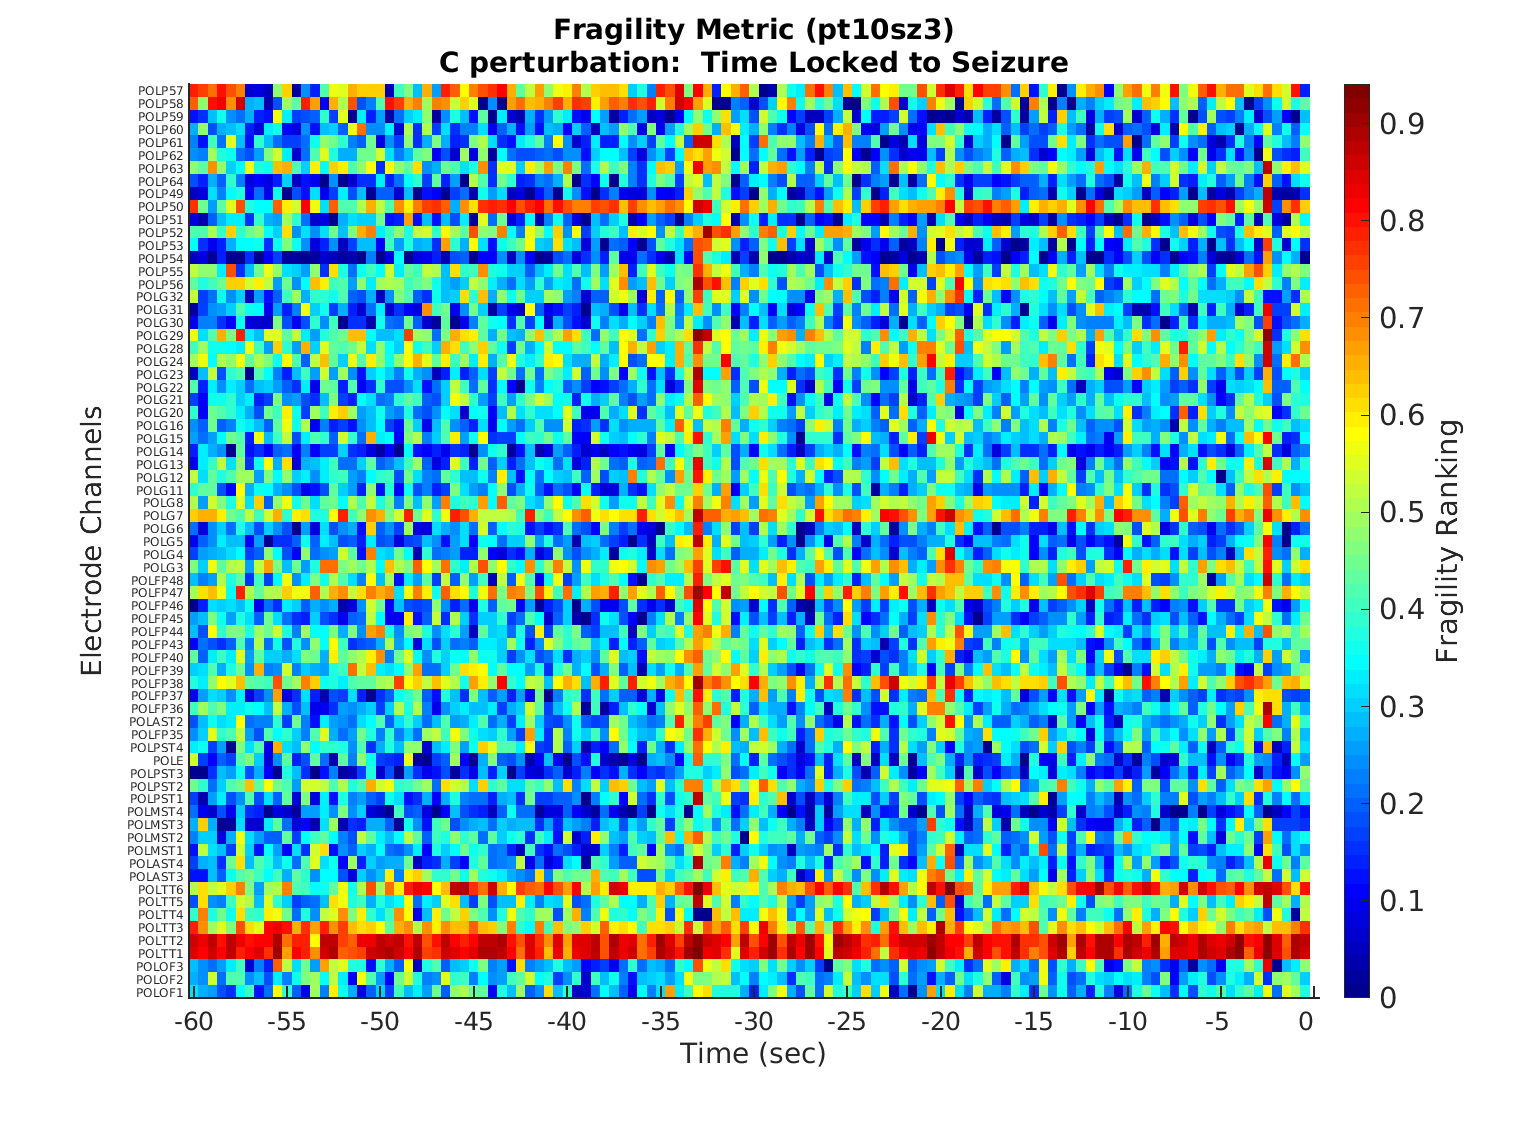 Fragility Metric (pt10sz3)
C perturbation:  Time Locked to Seizure
POLP57
POLP58
POLP59
POLP60
POLP61
POLP62
POLP63
POLP64
POLP49
POLP50
POLP51
POLP52
POLP53
POLP54
POLP55
POLP56
POLG32
POLG31
POLG30
POLG29
POLG28
POLG24
POLG23
POLG22
POLG21
POLG20
POLG16
POLG15
POLG14
POLG13
POLG12
POLG11
POLG8
POLG7
POLG6
POLG5
POLG4
POLG3
POLFP48
POLFP47
POLFP46
POLFP45
POLFP44
POLFP43
POLFP40
POLFP39
POLFP38
POLFP37
POLFP36
POLAST2
POLFP35
POLPST4
POLE
POLPST3
POLPST2
POLPST1
POLMST4
POLMST3
POLMST2
POLMST1
POLAST4
POLAST3
POLTT6
POLTT5
POLTT4
POLTT3
POLTT2
POLTT1
POLOF3
POLOF2
POLOF1
Electrode Channels
-60 -55 -50 -45 -40 -35 -30 -25 -20 -15 -10 -5 0
Time (sec)
0.9
0.8
0.7
0.6
0.5
0.4
0.3
0.2
0.1
0
Fragility Ranking